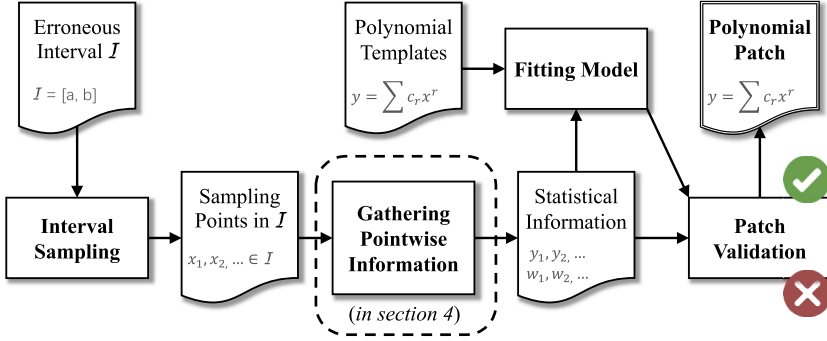 Erroneous
Interval I
I = [a, b]
Polynomial
Templates
y = ∑ c_r x^r
Fitting Model
Polynomial
Patch
y = ∑ c_r x^r
Interval
Sampling
Sampling
Points in I
x_1, x_2, ... ∈ I
Gathering
Pointwise
Information
(in section 4)
Statistical
Information
y_1, y_2, ...
w_1, w_2, ...
Patch
Validation